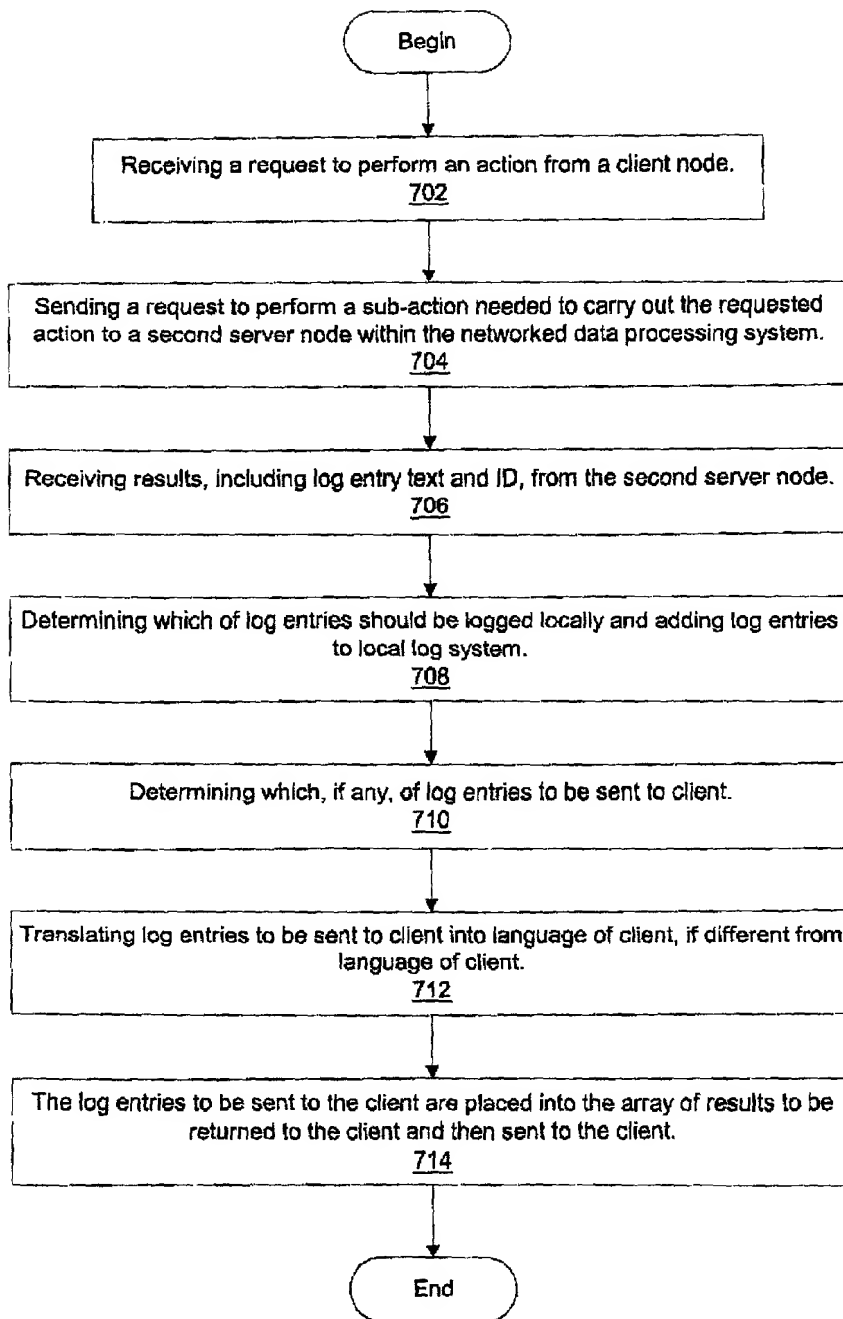 Begin
Receiving a request to perform an action from a client node.
702
Sending a request to perform a sub-action needed to carry out the requested
action to a second server node within the networked data processing system.
704
Receiving results, including log entry text and ID, from the second server node.
706
Determining which of log entries should be logged locally and adding log entries
to local log system.
708
Determining which, if any, of log entries to be sent to client.
710
Translating log entries to be sent to client into language of client, if different from
language of client.
712
The log entries to be sent to the client are placed into the array of results to be
returned to the client and then sent to the client.
714
End